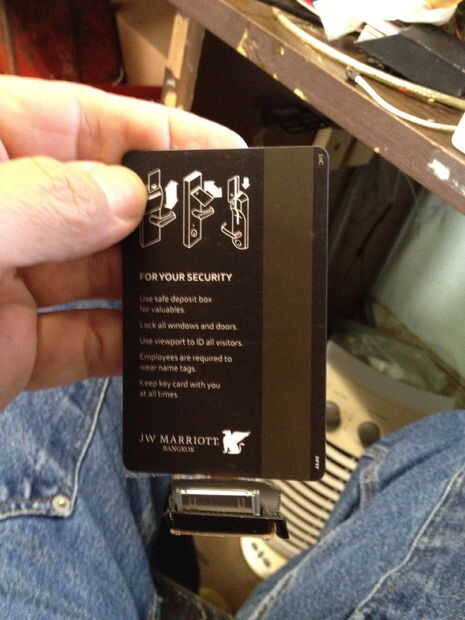 FOR YOUR SECURITY
Use safe deposit box
for valuables.
Lock all windows and doors.
Use viewport to ID all visitors.
Employees are required to
wear name tags.
Keep key card with you
at all times.
JW MARRIOTT
BANGKOK